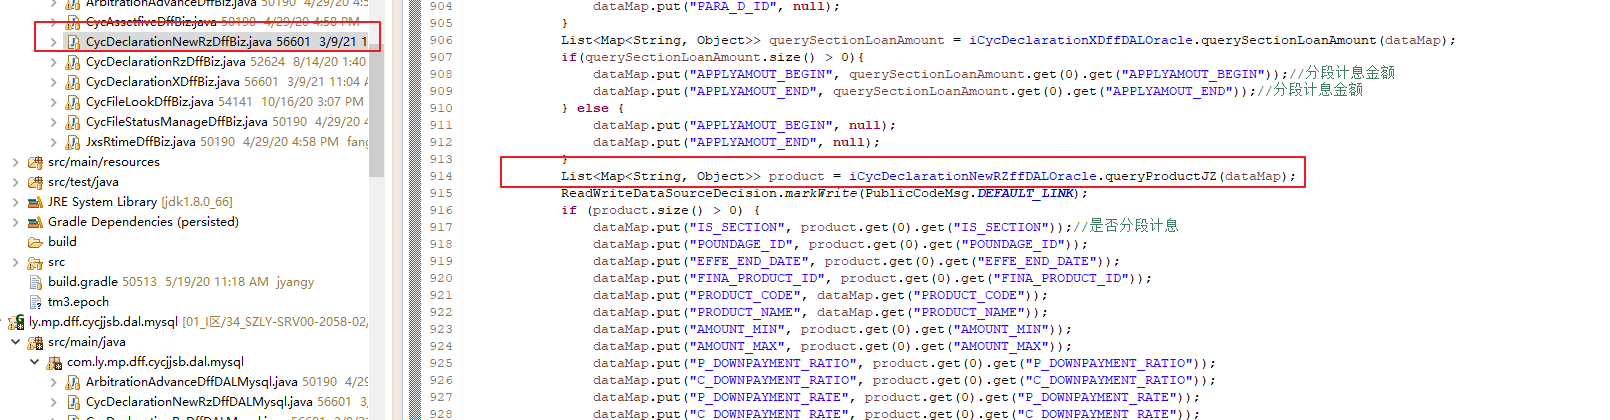 ArbitrationAdvanceDffBiz.java 50190 4/29/20 4:5
CycAssetfivcDffBiz.java 50190 4/29/20 4:58 PM
CycDeclarationNewRzDffBiz.java 56601 3/9/21 1
CycDeclarationRzDffBiz.java 52624 8/14/20 1:40
CycDeclarationXDffBiz.java 56601 3/9/21 11:04 A
CycFileLookDffBiz.java 54141 10/16/20 3:07 PM
CycFileStatusManageDffBiz.java 50190 4/29/20 4
JxsRtimeDffBiz.java 50190 4/29/20 4:58 PM fang
src/main/resources
src/test/java
JRE System Library [jdk1.8.0_66]
Gradle Dependencies (persisted)
build
src
build.gradle 50513 5/19/20 11:18 AM jyangy
tm3.epoch
ly.mp.dff.cycjjsb.dal.mysql [01_I区/34_SZLY-SRV00-2058-02/
src/main/java
com.ly.mp.dff.cycjjsb.dal.mysql
ArbitrationAdvanceDffDALMysql.java 50190 4/29
CycDeclarationNewRzDffDALMysql.java 56601 3/
904 dataMap.put("PARA_D_ID", null);
905 }
906 List<Map<String, Object>> querySectionLoanAmount = iCycDeclarationXDffDALOracle.querySectionLoanAmount(dataMap);
907 if(querySectionLoanAmount.size() > 0){
908 dataMap.put("APPLYAMOUT_BEGIN", querySectionLoanAmount.get(0).get("APPLYAMOUT_BEGIN"));//分段计息金额
909 dataMap.put("APPLYAMOUT_END", querySectionLoanAmount.get(0).get("APPLYAMOUT_END"));//分段计息金额
910 } else {
911 dataMap.put("APPLYAMOUT_BEGIN", null);
912 dataMap.put("APPLYAMOUT_END", null);
913 }
914 List<Map<String, Object>> product = iCycDeclarationNewRZffDALOracle.queryProductJZ(dataMap);
915 ReadWriteDataSourceDecision.markWrite(PublicCodeMsg.DEFAULT_LINK);
916 if (product.size() > 0) {
917 dataMap.put("IS_SECTION", product.get(0).get("IS_SECTION"));//是否分段计息
918 dataMap.put("POUNDAGE_ID", product.get(0).get("POUNDAGE_ID"));
919 dataMap.put("EFFE_END_DATE", product.get(0).get("EFFE_END_DATE"));
920 dataMap.put("FINA_PRODUCT_ID", product.get(0).get("FINA_PRODUCT_ID"));
921 dataMap.put("PRODUCT_CODE", dataMap.get("PRODUCT_CODE"));
922 dataMap.put("PRODUCT_NAME", dataMap.get("PRODUCT_NAME"));
923 dataMap.put("AMOUNT_MIN", product.get(0).get("AMOUNT_MIN"));
924 dataMap.put("AMOUNT_MAX", product.get(0).get("AMOUNT_MAX"));
925 dataMap.put("P_DOWNPAYMENT_RATIO", product.get(0).get("P_DOWNPAYMENT_RATIO"));
926 dataMap.put("C_DOWNPAYMENT_RATIO", product.get(0).get("C_DOWNPAYMENT_RATIO"));
927 dataMap.put("P_DOWNPAYMENT_RATE", product.get(0).get("P_DOWNPAYMENT_RATE"));
928 dataMap.put("C_DOWNPAYMENT_RATE", product.get(0).get("C_DOWNPAYMENT_RATE"));